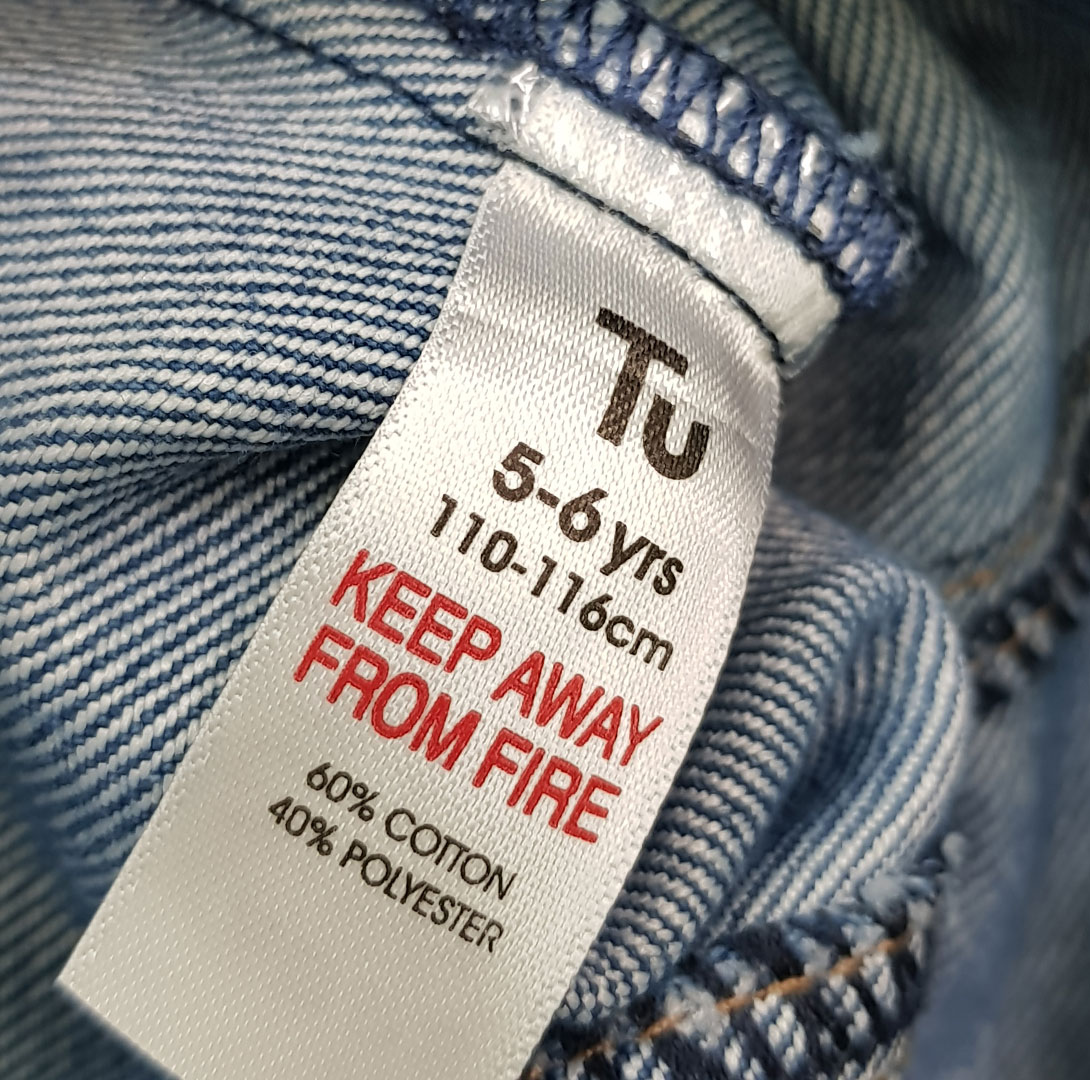 Tu
5-6 yrs
110-116cm
KEEP AWAY
FROM FIRE
60% COTTON
40% POLYESTER